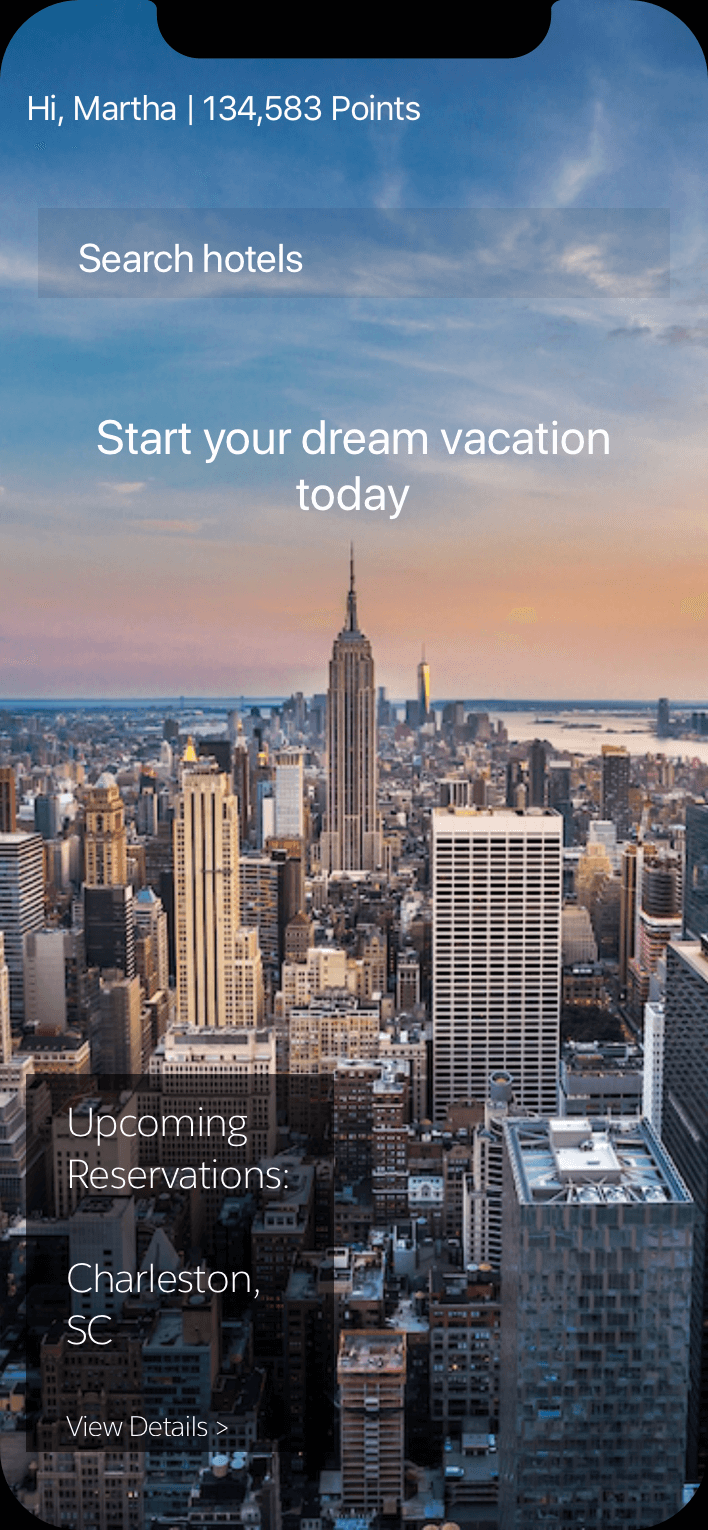 Hi, Martha | 134,583 Points
Search hotels
Start your dream vacation
today
Upcoming
Reservations:
Charleston,
SC
View Details >